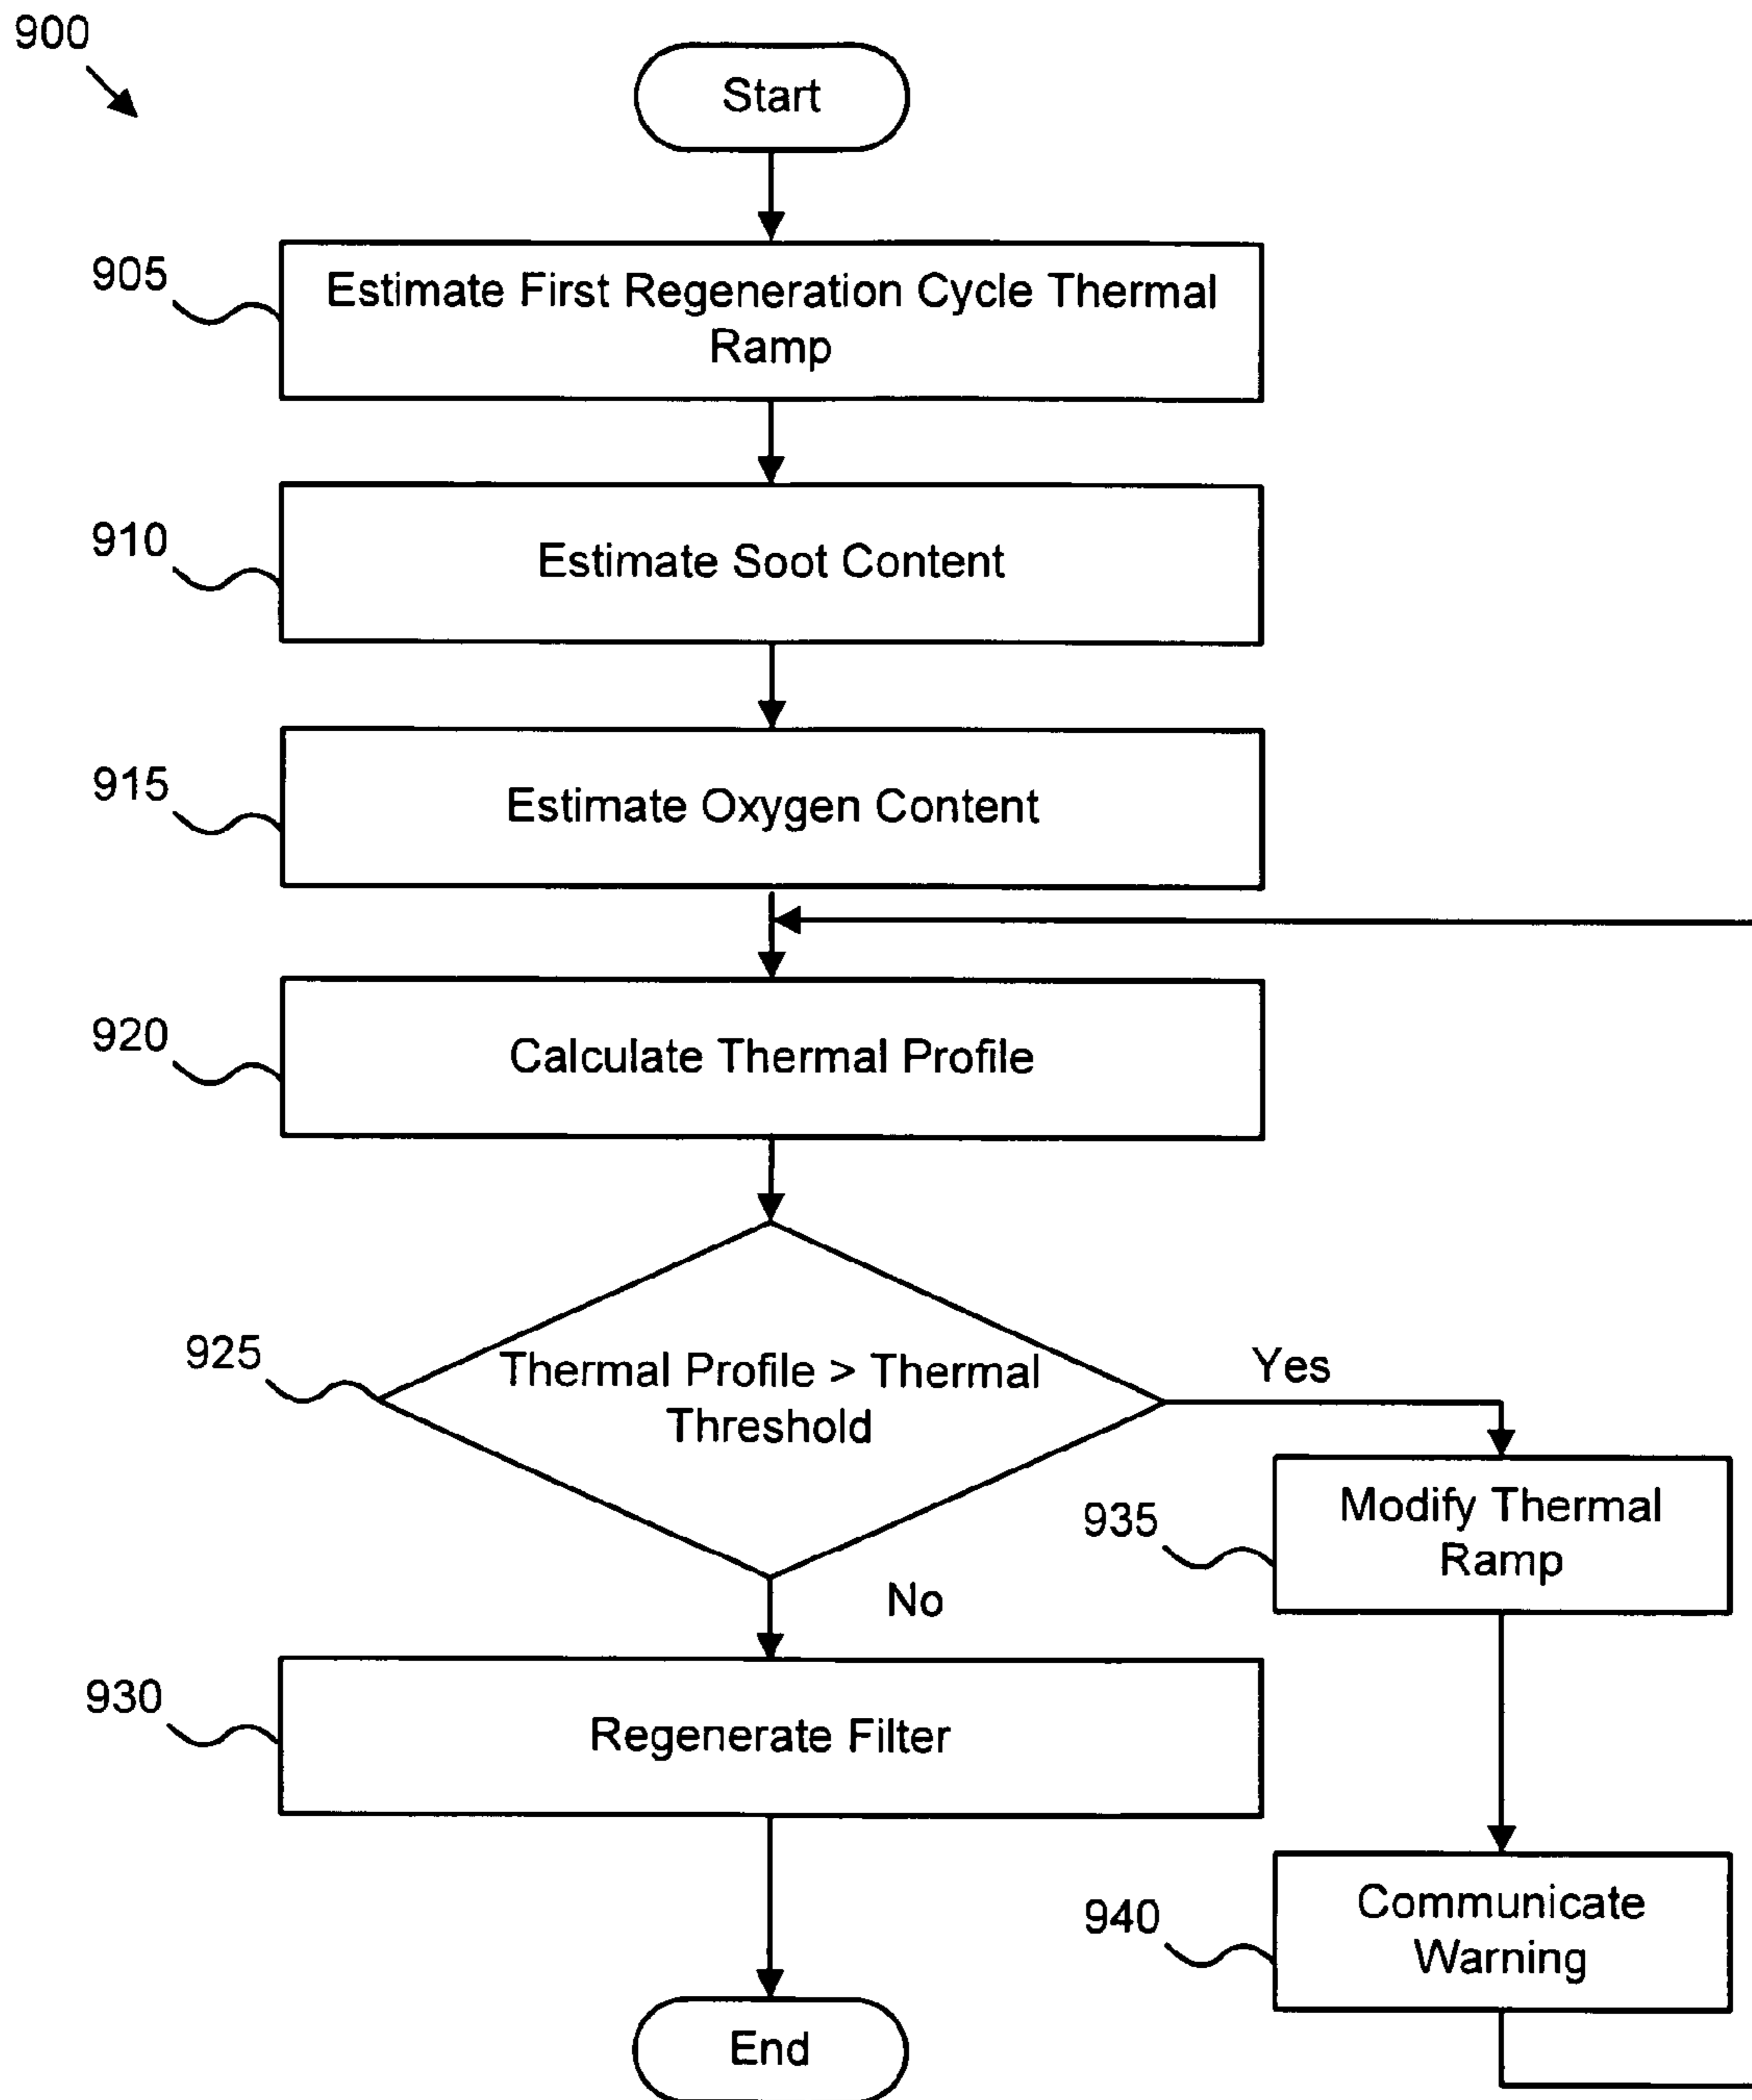 900
Start
905
Estimate First Regeneration Cycle Thermal
Ramp
910
Estimate Soot Content
915
Estimate Oxygen Content
920
Calculate Thermal Profile
925
Thermal Profile > Thermal
Threshold
Yes
935
Modify Thermal
Ramp
No
930
Regenerate Filter
940
Communicate
Warning
End